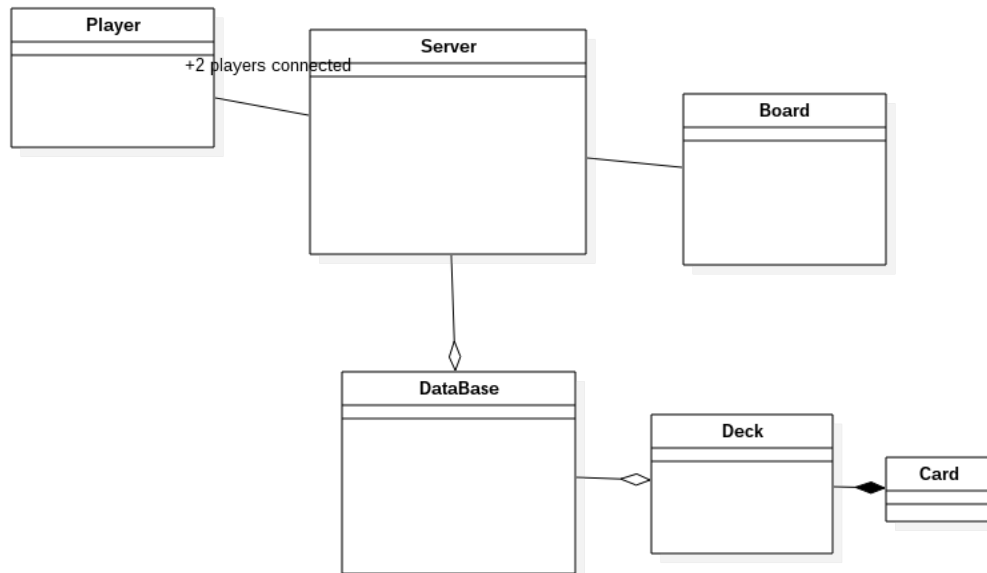 Player
Server
+2 players connected
Board
DataBase
Deck
Card